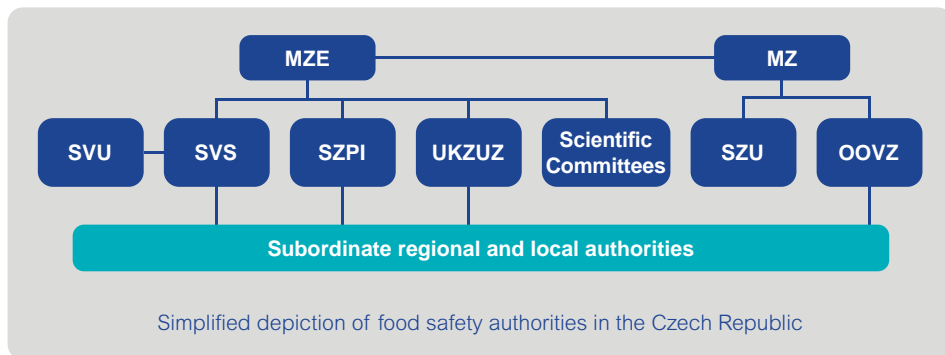 MZE
MZ
SVU
SVS
SZPI
UKZUZ
Scientific
Committees
SZU
OOVZ
Subordinate regional and local authorities
Simplified depiction of food safety authorities in the Czech Republic